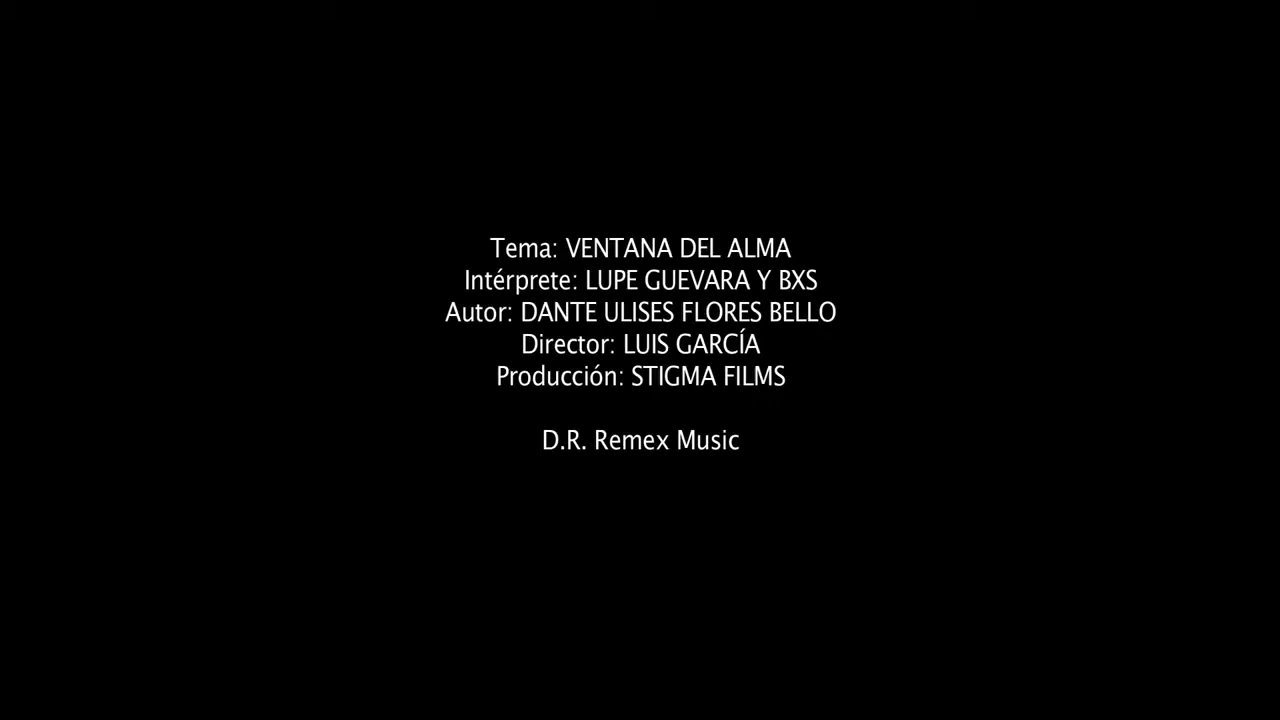 Tema: VENTANA DEL ALMA
Intérprete: LUPE GUEVARA Y BXS
Autor: DANTE ULISES FLORES BELLO
Director: LUIS GARCÍA
Producción: STIGMA FILMS
D.R. Remex Music